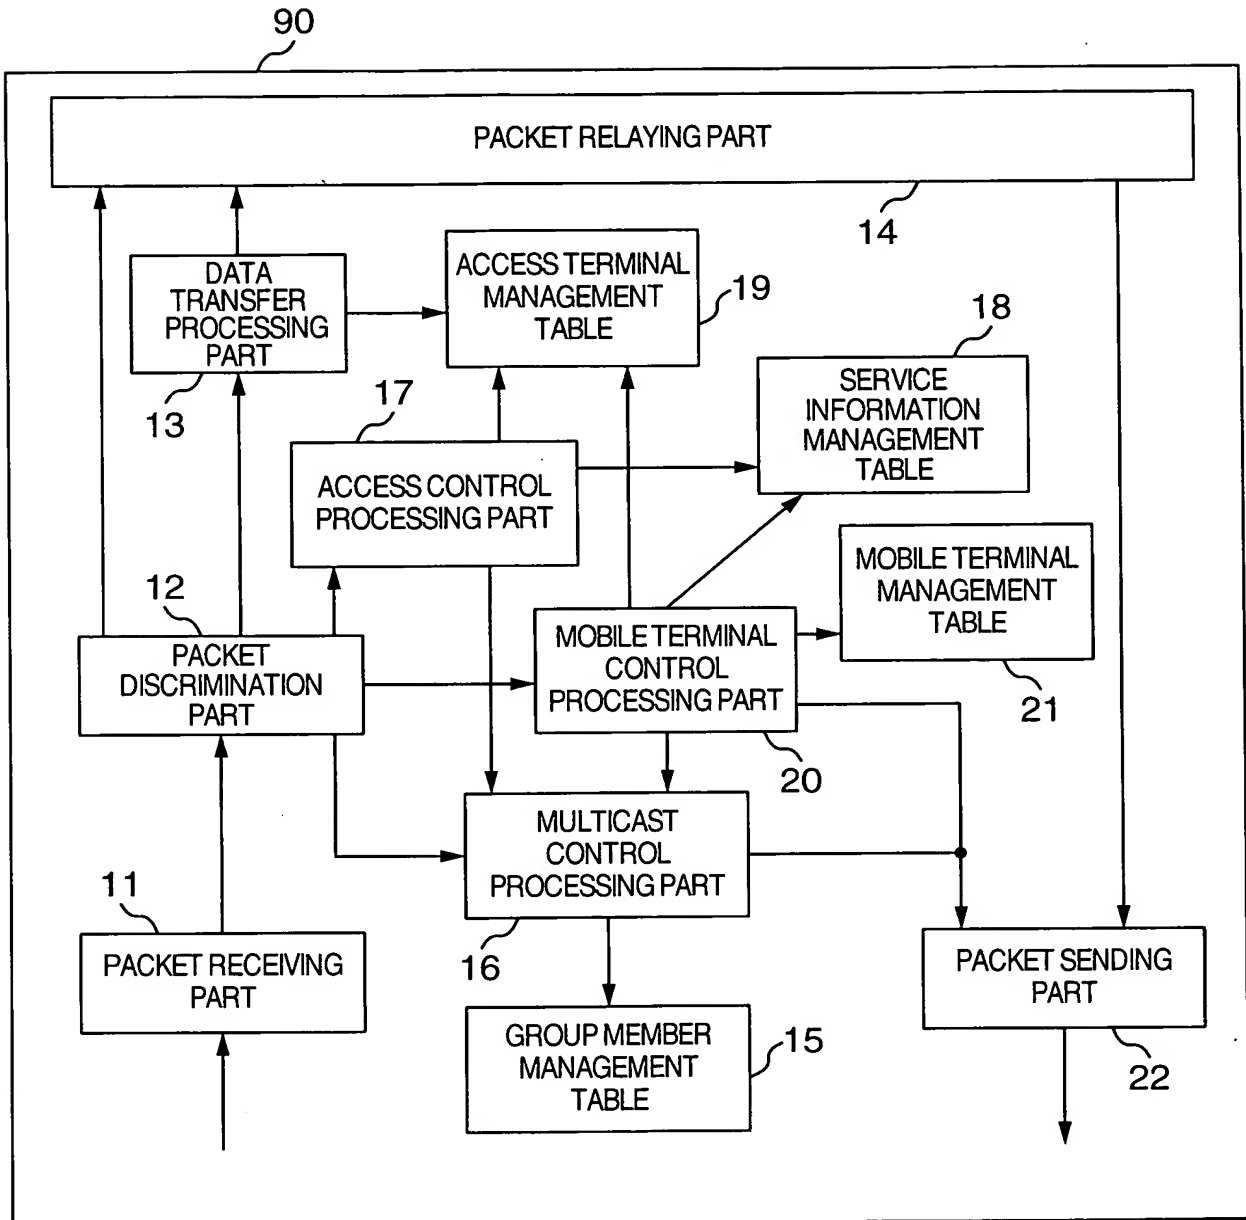 90
PACKET RELAYING PART
14
DATA
TRANSFER
PROCESSING
PART
13
ACCESS TERMINAL
MANAGEMENT
TABLE
19
18
SERVICE
INFORMATION
MANAGEMENT
TABLE
17
ACCESS CONTROL
PROCESSING PART
MOBILE TERMINAL
MANAGEMENT
TABLE
21
12
PACKET
DISCRIMINATION
PART
MOBILE TERMINAL
CONTROL
PROCESSING PART
20
MULTICAST
CONTROL
PROCESSING PART
16
11
PACKET RECEIVING
PART
PACKET SENDING
PART
22
GROUP MEMBER
MANAGEMENT
TABLE
15